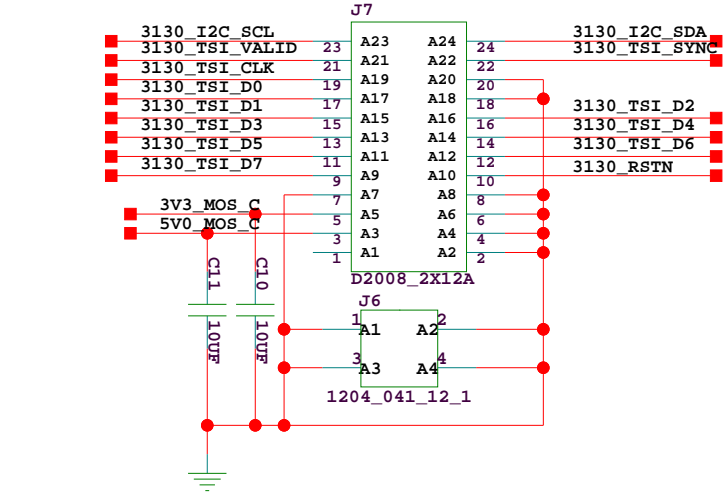 J7
3130_I2C_SCL 23 A23 A24 24 3130_I2C_SDA
3130_TSI_VALID 21 A21 A22 22 3130_TSI_SYNC
3130_TSI_CLK 19 A19 A20 20
3130_TSI_D0 17 A17 A18 18
3130_TSI_D1 15 A15 A16 16 3130_TSI_D2
3130_TSI_D3 13 A13 A14 14 3130_TSI_D4
3130_TSI_D5 11 A11 A12 12 3130_TSI_D6
3130_TSI_D7 9 A9 A10 10 3130_RSTN
7 A7 A8 8
3V3_MOS_C 5 A5 A6 6
5V0_MOS_C 3 A3 A4 4
1 A1 A2 2
D2008_2X12A
C11 10UF
C10 10UF
J6
1 A1 A2 2
3 A3 A4 4
1204_041_12_1